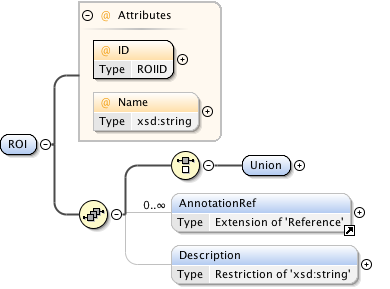 @ Attributes
@ ID
Type ROIID
@ Name
Type xsd:string
ROI
Union
0..∞
AnnotationRef
Type Extension of 'Reference'
Description
Type Restriction of 'xsd:string'